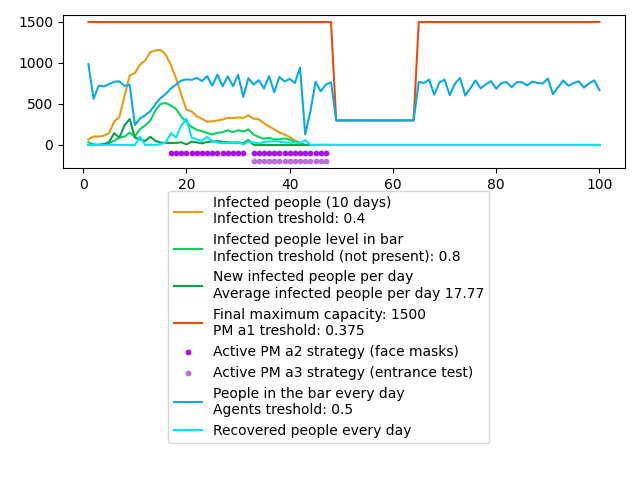 1500
1000
500
0
0 20 40 60 80 100
Infected people (10 days)
Infection treshold: 0.4
Infected people level in bar
Infection treshold (not present): 0.8
New infected people per day
Average infected people per day 17.77
Final maximum capacity: 1500
PM a1 treshold: 0.375
Active PM a2 strategy (face masks)
Active PM a3 strategy (entrance test)
People in the bar every day
Agents treshold: 0.5
Recovered people every day